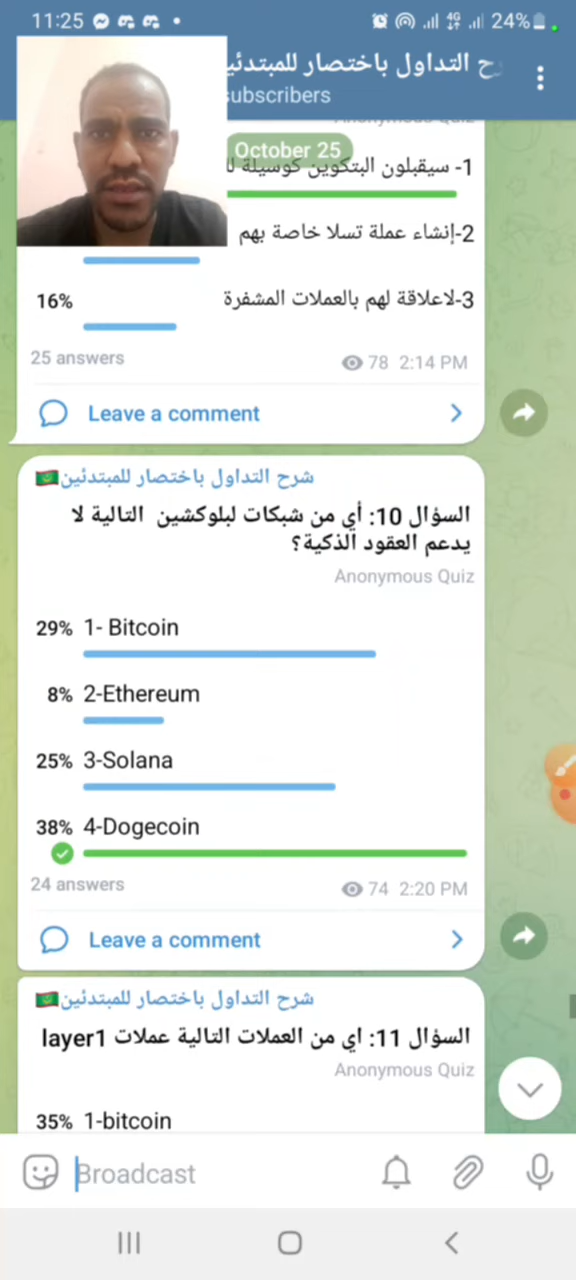 11:25
4G
24%
شرح التداول باختصار للمبتدئين
subscribers
Anonymous Quiz
October 25
1- سيقبلون البتكوين كوسيلة
2-إنشاء عملة تسلا خاصة بهم
16% 3-لاعلاقة لهم بالعملات المشفرة
25 answers
78 2:14 PM
Leave a comment
شرح التداول باختصار للمبتدئين🇲🇷
السؤال 10: أي من شبكات لبلوكشين التالية لا
يدعم العقود الذكية؟
Anonymous Quiz
29% 1- Bitcoin
8% 2-Ethereum
25% 3-Solana
38% 4-Dogecoin
24 answers
74 2:20 PM
Leave a comment
شرح التداول باختصار للمبتدئين🇲🇷
السؤال 11: اي من العملات التالية عملات layer1
Anonymous Quiz
35% 1-bitcoin
Broadcast